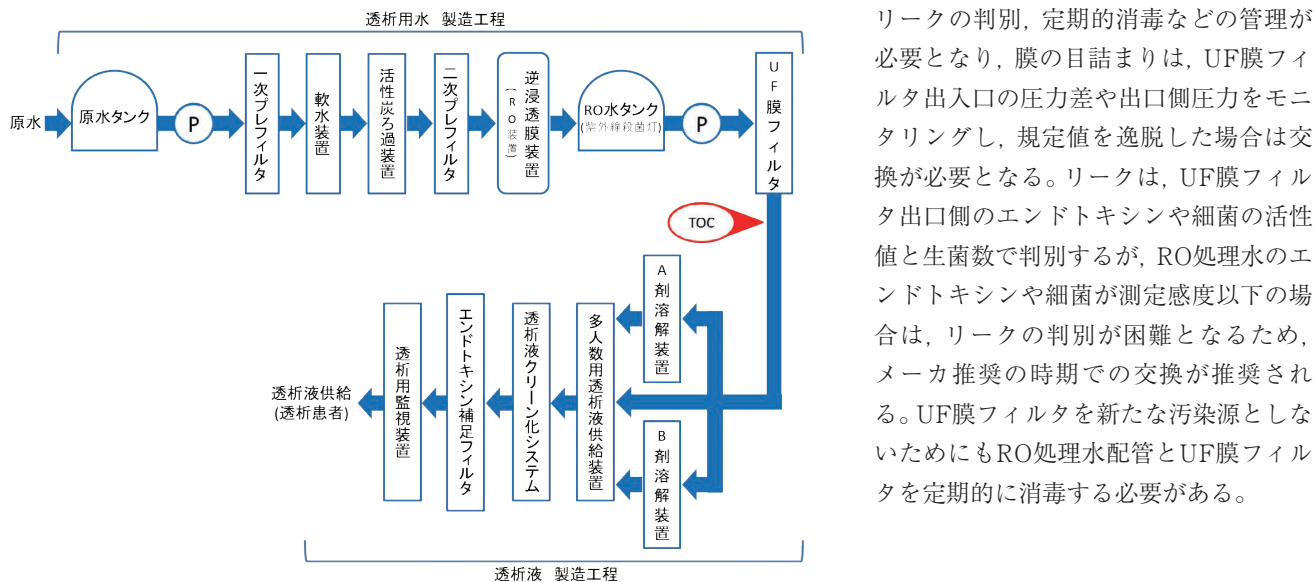 透析用水 製造工程
原水
原水タンク
P
一次プレフィルタ
軟水装置
活性炭ろ過装置
二次プレフィルタ
逆浸透膜装置
(RO装置)
RO水タンク
(紫外線殺菌灯)
P
UF膜フィルタ
TOC
A剤溶解装置
B剤溶解装置
多人数用透析液供給装置
透析液クリーン化システム
エンドトキシン補足フィルタ
透析用監視装置
透析液供給
(透析患者)
透析液 製造工程
リークの判別，定期的消毒などの管理が
必要となり，膜の目詰まりは，UF膜フィ
ルタ出入口の圧力差や出口側圧力をモニ
タリングし，規定値を逸脱した場合は交
換が必要となる。リークは，UF膜フィル
タ出口側のエンドトキシンや細菌の活性
値と生菌数で判別するが，RO処理水のエ
ンドトキシンや細菌が測定感度以下の場
合は，リークの判別が困難となるため，
メーカ推奨の時期での交換が推奨され
る。UF膜フィルタを新たな汚染源としな
いためにもRO処理水配管とUF膜フィル
タを定期的に消毒する必要がある。